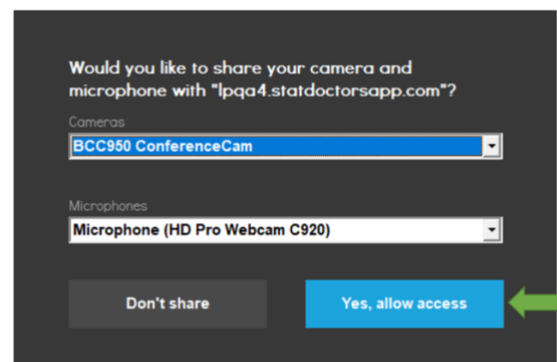 Would you like to share your camera and
microphone with "lpqa4.statdoctorsapp.com"?
Cameras
BCC950 ConferenceCam
Microphones
Microphone (HD Pro Webcam C920)
Don't share
Yes, allow access